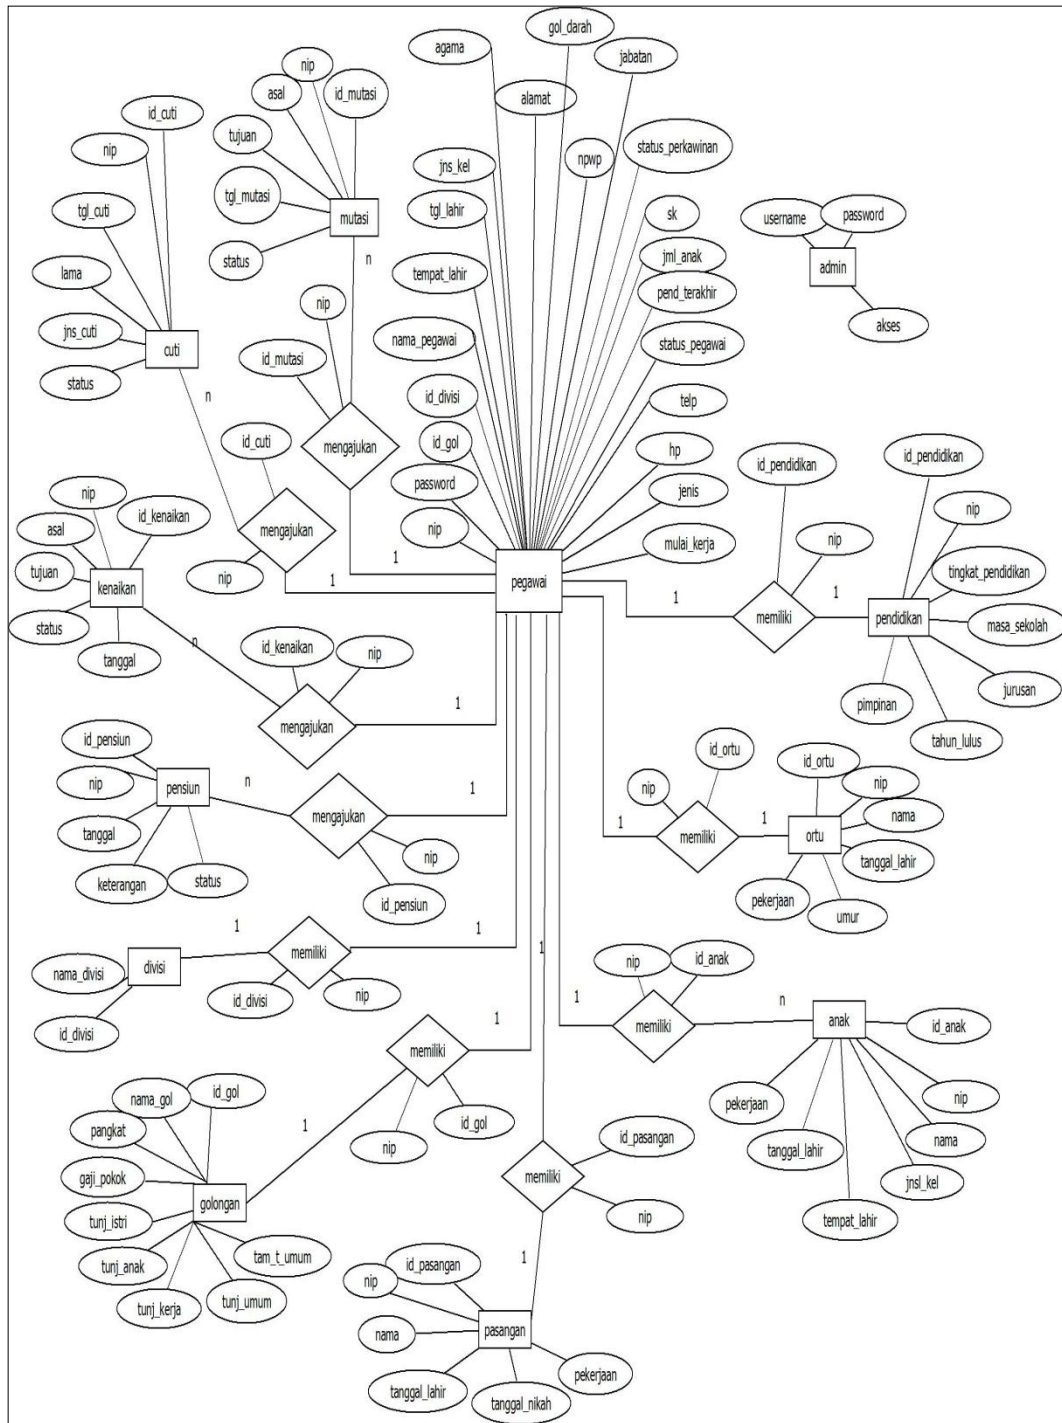 gol_darah
agama
jabatan
nip
asal
id_mutasi
alamat
id_cuti
tujuan
status_perkawinan
nip
npwp
jns_kel
tgl_mutasi
tgl_lahir
mutasi
sk
username
password
tgl_cuti
n
jml_anak
admin
status
tempat_lahir
pend_terakhir
lama
nip
akses
jns_cuti
nama_pegawai
status_pegawai
cuti
id_mutasi
status
id_divisi
telp
n
id_cuti
mengajukan
id_gol
hp
id_pendidikan
id_pendidikan
nip
password
jenis
asal
id_kenaikan
mengajukan
nip
nip
nip
mulai_kerja
tujuan
kenaikan
nip
1
1
pegawai
tingkat_pendidikan
status
1
memiliki
1
pendidikan
masa_sekolah
tanggal
n
id_kenaikan
nip
jurusan
mengajukan
1
pimpinan
tahun_lulus
id_pensiun
id_ortu
id_ortu
nip
pensiun
n
1
nip
nip
nama
tanggal
mengajukan
1
memiliki
1
ortu
nip
tanggal_lahir
keterangan
status
pekerjaan
id_pensiun
umur
1
1
divisi
memiliki
1
nip
id_anak
nama_divisi
id_divisi
nip
1
n
anak
id_anak
id_divisi
1
memiliki
memiliki
nama_gol
id_gol
pekerjaan
nip
pangkat
id_gol
1
nip
tanggal_lahir
nama
id_pasangan
gaji_pokok
memiliki
jnsl_kel
golongan
nip
tempat_lahir
tunj_istri
tam_t_umum
1
tunj_anak
id_pasangan
nip
tunj_kerja
tunj_umum
nama
pasangan
pekerjaan
tanggal_lahir
tanggal_nikah